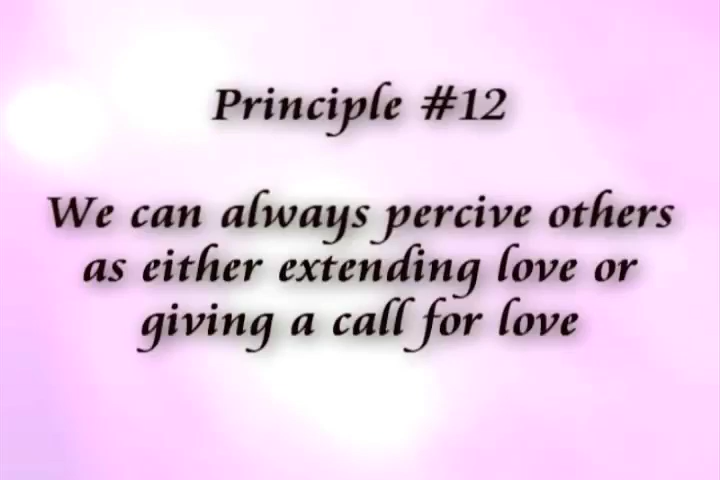 Principle #12
We can always percive others
as either extending love or
giving a call for love